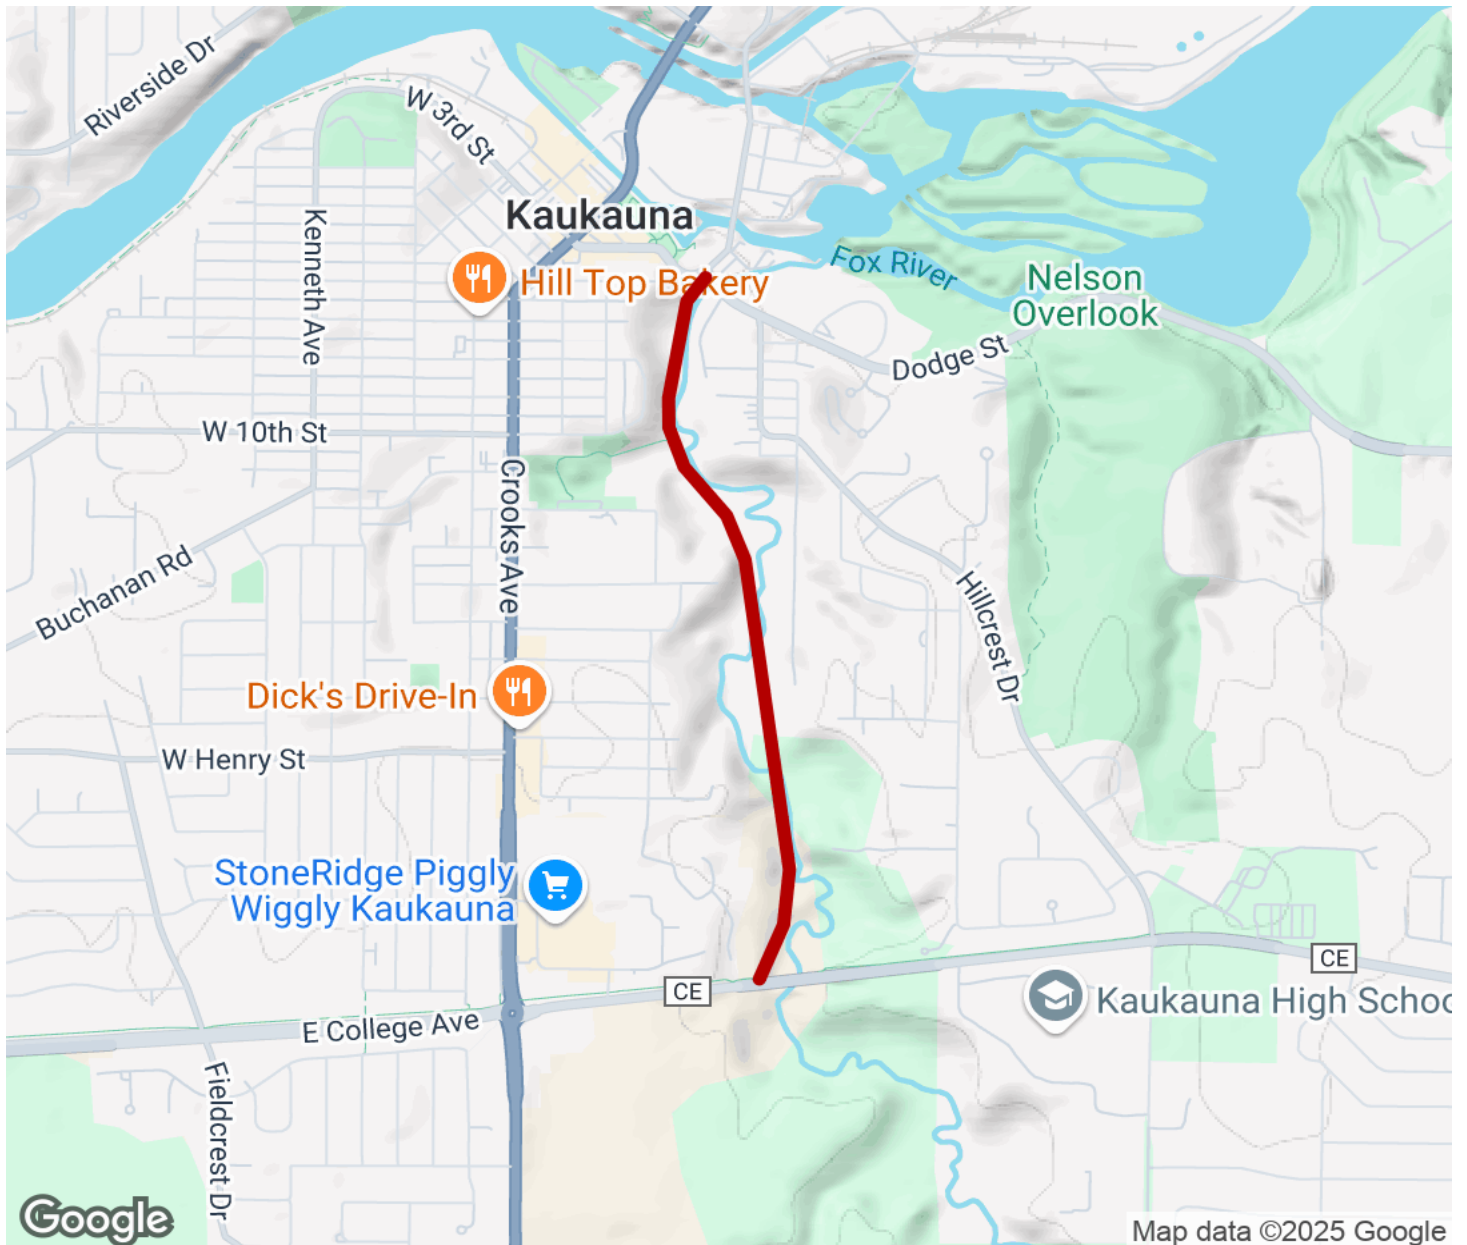 Riverside Dr
W 3rd St
Kaukauna
Kenneth Ave
Hill Top Bakery
Fox River
Nelson
Overlook
Dodge St
W 10th St
Crooks Ave
Buchanan Rd
Hillcrest Dr
Dick's Drive-In
W Henry St
StoneRidge Piggly
Wiggly Kaukauna
CE
CE
Kaukauna High Schoo
E College Ave
Fieldcrest Dr
Google
Map data ©2025 Google